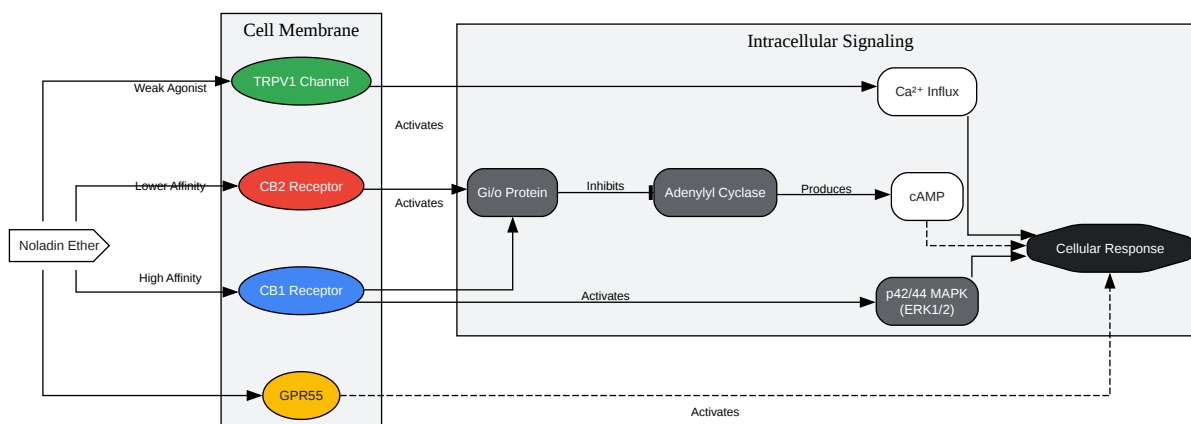 Cell Membrane
Intracellular Signaling
TRPV1 Channel
Weak Agonist
Ca²⁺ Influx
Activates
CB2 Receptor
Lower Affinity
Gi/o Protein
Inhibits
Adenylyl Cyclase
Produces
cAMP
Activates
Noladin Ether
Cellular Response
High Affinity
CB1 Receptor
Activates
p42/44 MAPK
(ERK1/2)
GPR55
Activates